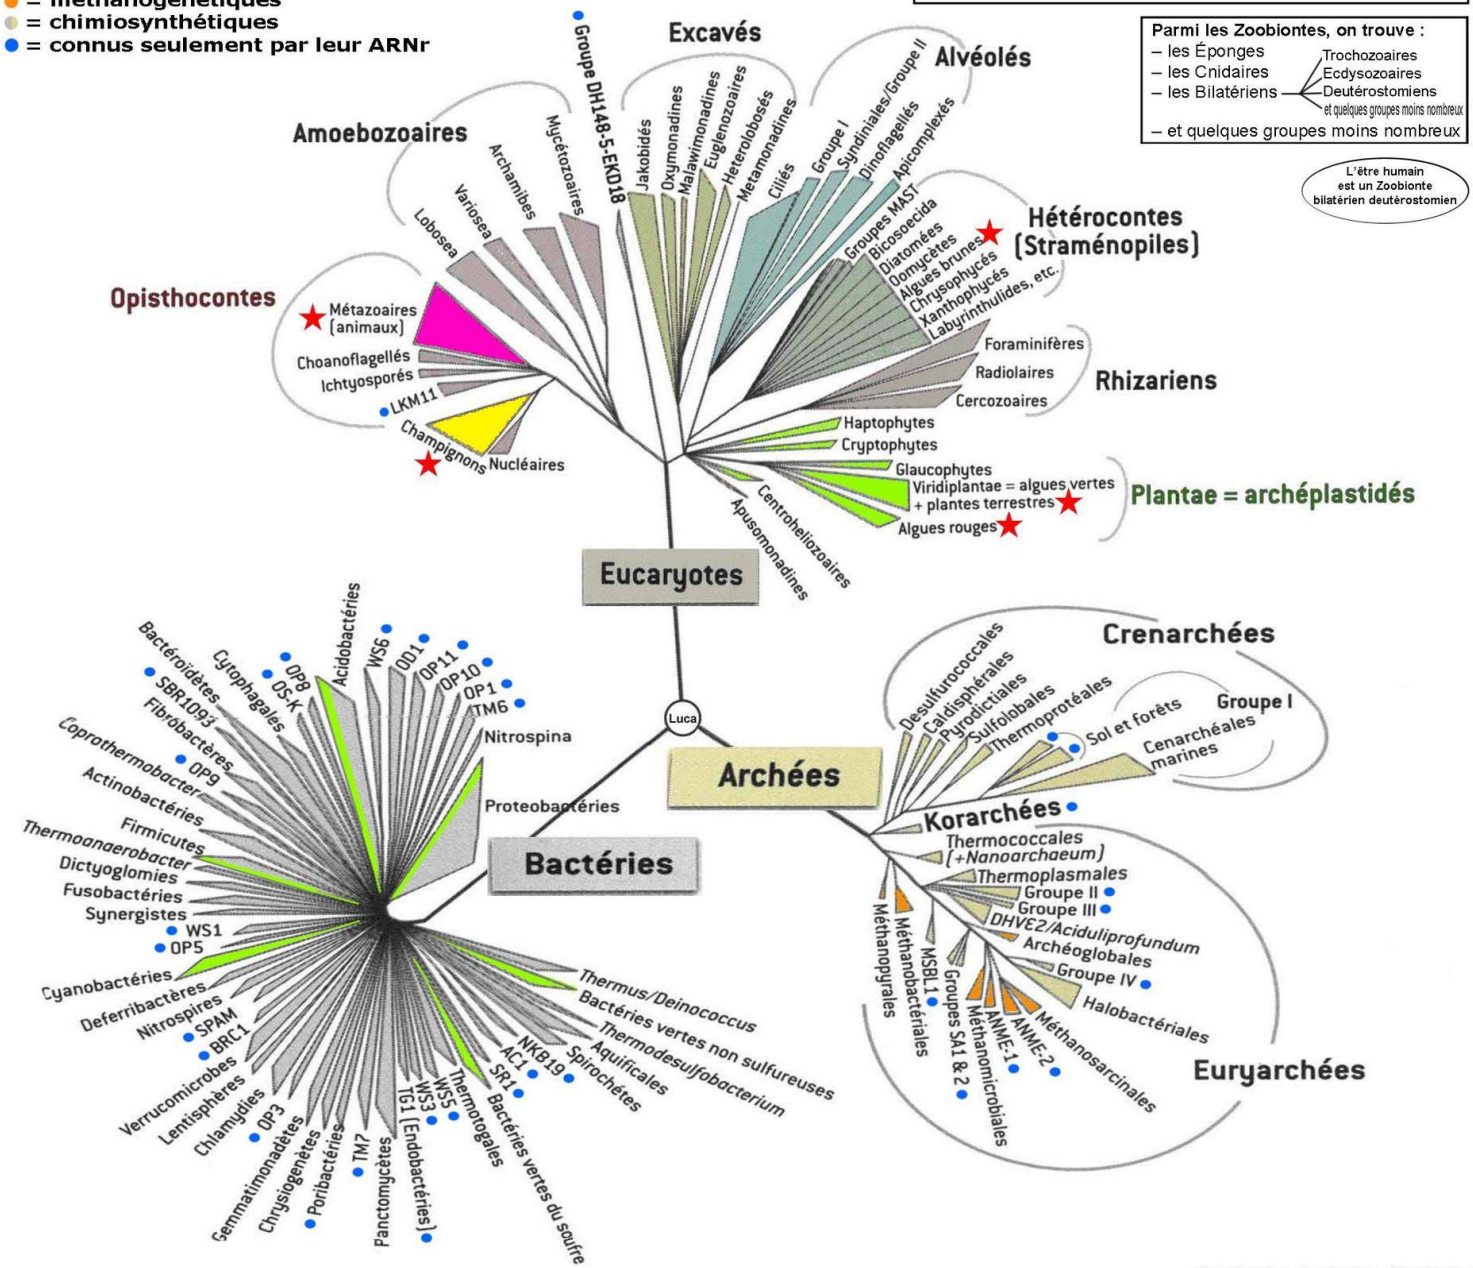 = méthanogénétiques
= chimiosynthétiques
= connus seulement par leur ARNr
Parmi les Zoobiontes, on trouve :
– les Éponges
– les Cnidaires
– les Bilatériens
Trochozoaires
Ecdysozoaires
Deutérostomiens
et quelques groupes moins nombreux
– et quelques groupes moins nombreux
L'être humain
est un Zoobionte
bilatérien deutérostomien
Opisthocontes
Métazoaires
(animaux)
Choanoflagellés
Ichtyosporés
LKM11
Champignons
Nucléaires
Amoebozoaires
Lobosea
Variosea
Archamibes
Mycétozoaires
Groupe DH148-5-EKD18
Excavés
Jakobidés
Oxymonadines
Malawimonadines
Euglenozoaires
Heterolobosés
Metamonadines
Alvéolés
Ciliés
Groupe I
Syndiniales/Groupe II
Dinoflagellés
Apicomplexés
Hétérocontes
(Straménopiles)
Groupes MAST
Bicosoecida
Diatomées
Oomycètes
Algues brunes
Chrysophycés
Xanthophycés
Labyrinthulides, etc.
Rhizariens
Foraminifères
Radiolaires
Cercozoaires
Haptophytes
Cryptophytes
Glaucophytes
Viridiplantae = algues vertes
+ plantes terrestres
Algues rouges
Plantae = archéplastidés
Centroheliozoaires
Apusomonadines
Eucaryotes
Luca
Archées
Bactéries
Crenarchées
Desulfurococcales
Caldisphérales
Pyrodictiales
Sulfolobales
Thermoprotéales
Sol et forêts
Groupe I
Cenarchéales
marines
Korarchées
Thermococcales
(+Nanoarchaeum)
Thermoplasmales
Groupe II
Groupe III
DHVE2/Aciduliprofundum
Archéoglobales
Groupe IV
Halobactériales
Méthanosarcinales
ANME-2
ANME-1
Méthanomicrobiales
Groupes SA1 & 2
MSBL1
Méthanobactériales
Méthanopyrales
Euryarchées
Acidobactéries
WS6
OD1
OP11
OP10
OP1
TM6
Nitrospina
Proteobactéries
OP8
OS-K
Cytophagales
Bactéroïdètes
SBR1093
Fibrobactères
OP9
Coprothermobacter
Actinobactéries
Firmicutes
Thermoanaerobacter
Dictyoglomies
Fusobactéries
Synergistes
WS1
OP5
Cyanobactéries
Deferribactères
Nitrospires
SPAM
BRC1
Verrucomicrobes
Lentisphères
Chlamydies
OP3
Gemmatimonadètes
Chrysiogenètes
Poribactéries
TM7
Panctomycètes
TG1 (Endobactéries)
WS3
WS5
Thermotogales
Bactéries vertes du soufre
SR1
AC1
NKB19
Spirochètes
Aquificales
Thermodesulfobacterium
Bactéries vertes non sulfureuses
Thermus/Deinococcus